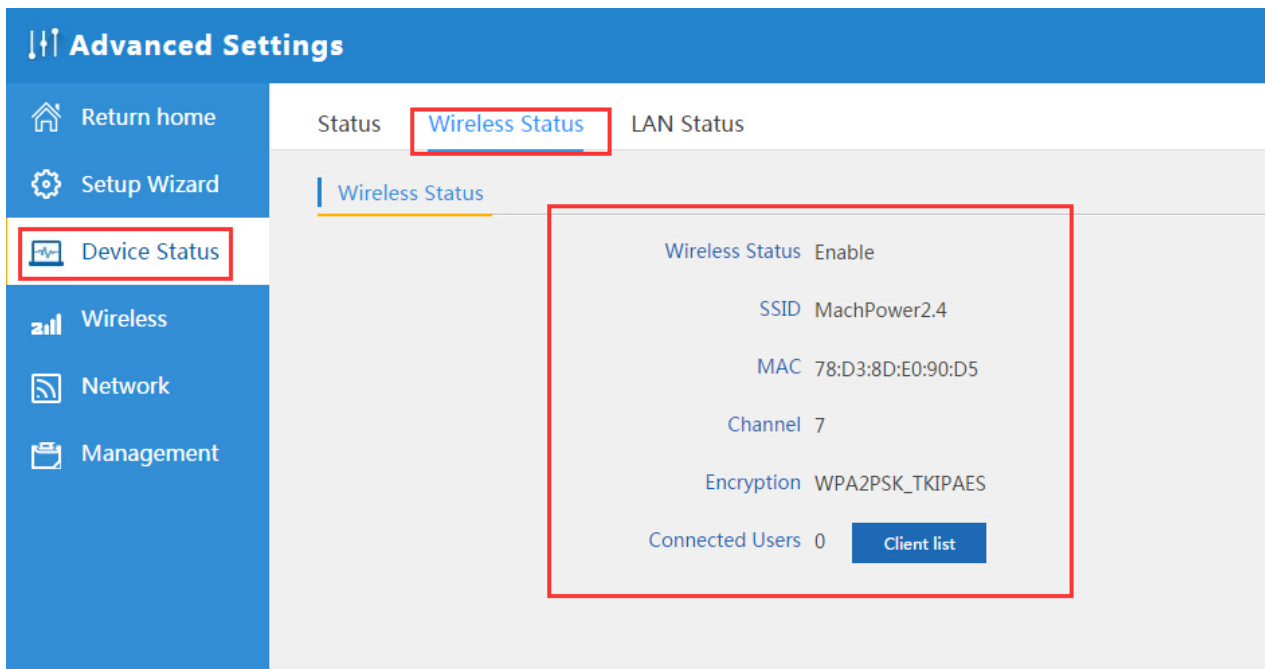 Advanced Settings
Return home
Setup Wizard
Device Status
Wireless
Network
Management
Status Wireless Status LAN Status
Wireless Status
Wireless Status Enable
SSID MachPower2.4
MAC 78:D3:8D:E0:90:D5
Channel 7
Encryption WPA2PSK_TKIPAES
Connected Users 0 Client list